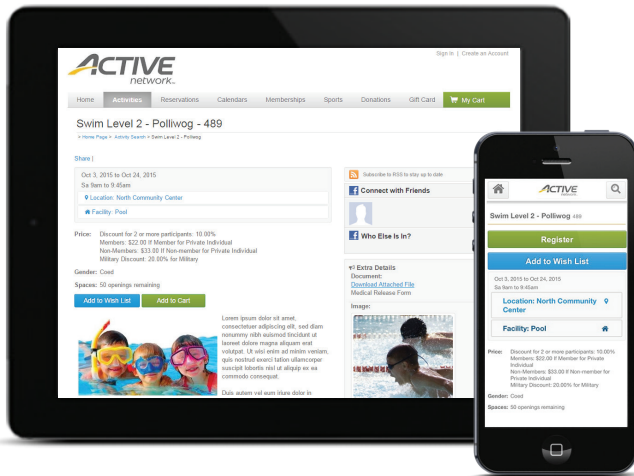 ACTIVE
network.
Sign In | Create an Account
Home Activities Reservations Calendars Memberships Sports Donations Gift Card My Cart
Swim Level 2 - Polliwog - 489
> Home Page > Activity Search > Swim Level 2 - Polliwog
Share |
Oct 3, 2015 to Oct 24, 2015
Sa 9am to 9:45am
Location: North Community Center
Facility: Pool
Price: Discount for 2 or more participants: 10.00%
Members: $22.00 If Member for Private Individual
Non-Members: $33.00 If Non-member for Private Individual
Military Discount: 20.00% for Military
Gender: Coed
Spaces: 50 openings remaining
Add to Wish List Add to Cart
Lorem ipsum dolor sit amet,
consectetuer adipiscing elit, sed diam
nonummy nibh euismod tincidunt ut
laoreet dolore magna aliquam erat
volutpat. Ut wisi enim ad minim veniam,
quis nostrud exerci tation ullamcorper
suscipit lobortis nisl ut aliquip ex ea
commodo consequat.
Duis autem vel eum iriure dolor in
Subscribe to RSS to stay up to date
Connect with Friends
Who Else Is In?
Extra Details
Document:
Download Attached File
Medical Release Form
Image:
ACTIVE
Swim Level 2 - Polliwog 489
Register
Add to Wish List
Oct 3, 2015 to Oct 24, 2015
Sa 9am to 9:45am
Location: North Community
Center
Facility: Pool
Price: Discount for 2 or more participants: 10.00%
Members: $22.00 If Member for Private
Individual
Non-Members: $33.00 If Non-member for
Private Individual
Military Discount: 20.00% for Military
Gender: Coed
Spaces: 50 openings remaining